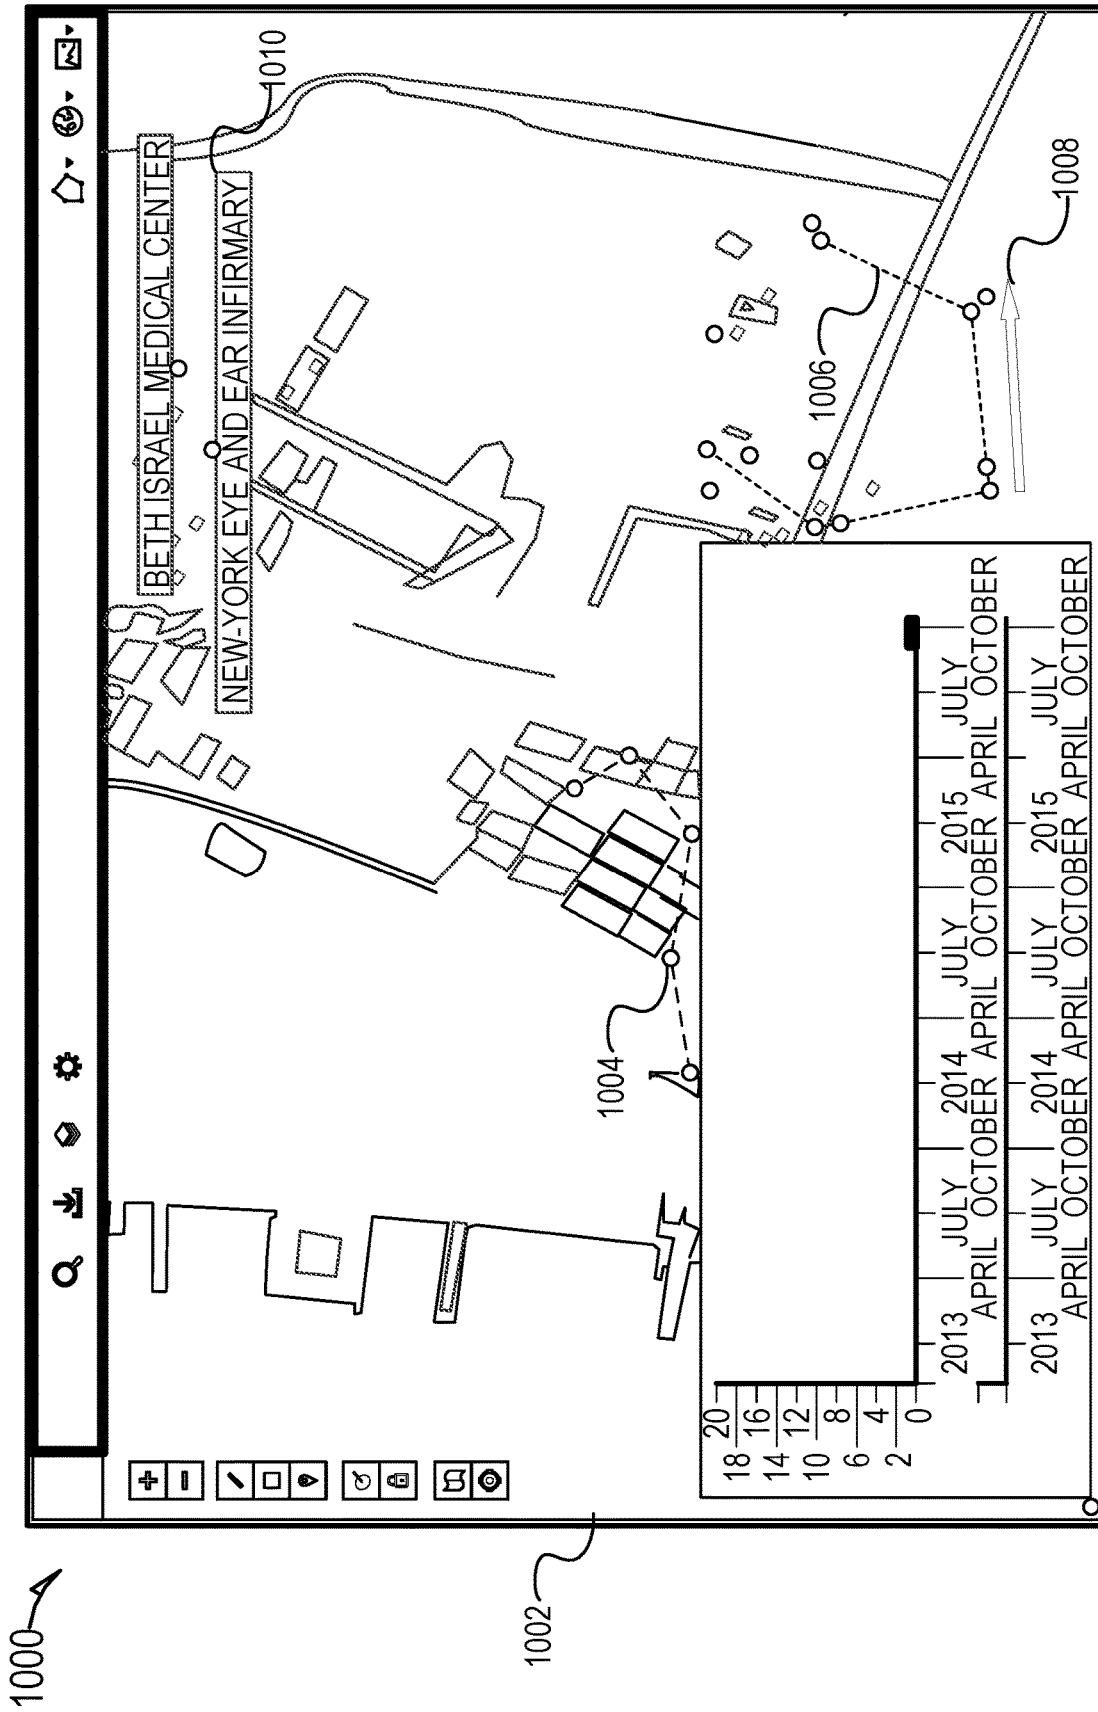 1000
1002
BETH ISRAEL MEDICAL CENTER
NEW-YORK EYE AND EAR INFIRMARY
1010
1004
1006
1008
20
18
16
14
12
10
8
6
4
2
0
2013 JULY 2014 JULY 2015 JULY
APRIL OCTOBER APRIL OCTOBER APRIL OCTOBER
2013 JULY 2014 JULY 2015 JULY
APRIL OCTOBER APRIL OCTOBER APRIL OCTOBER